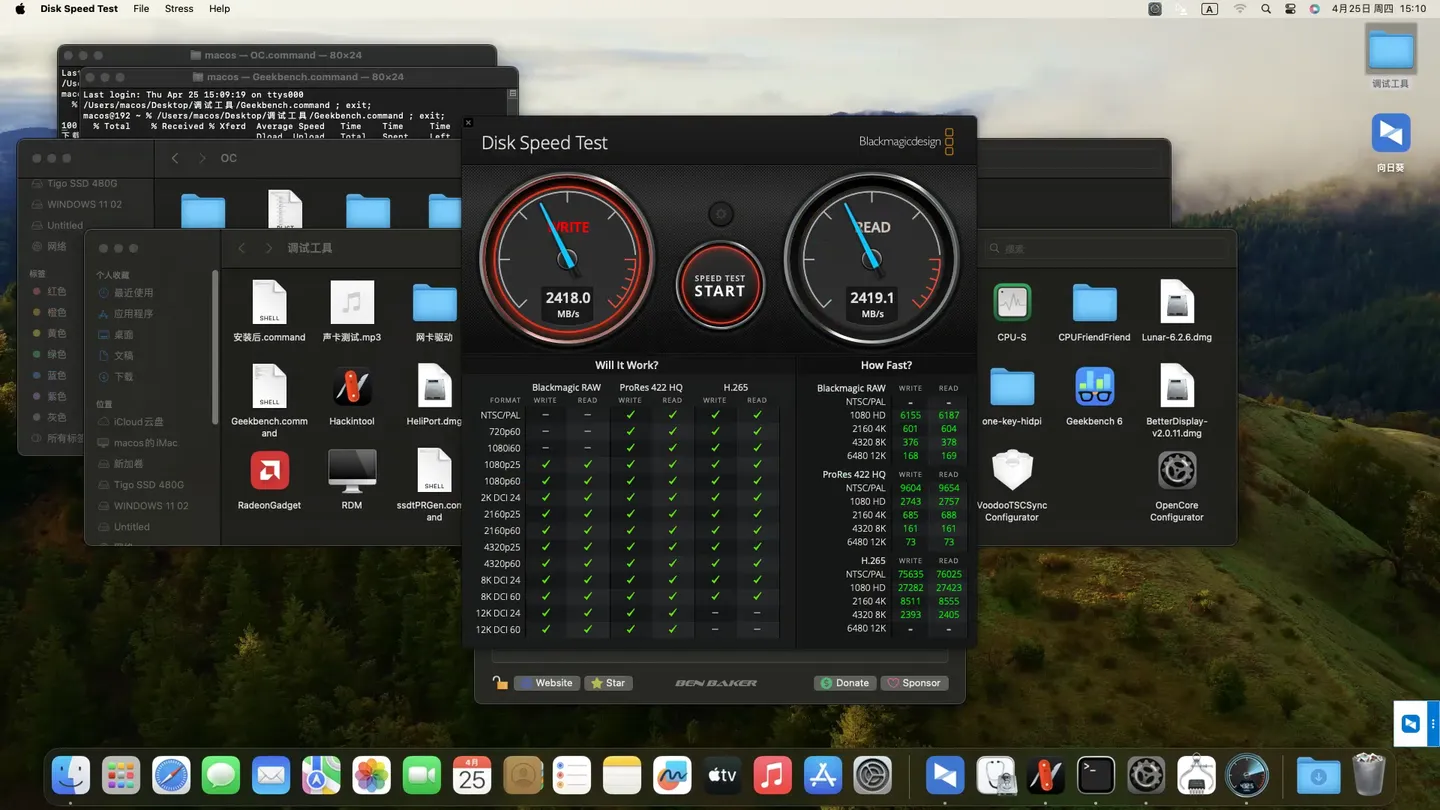 Disk Speed Test File Stress Help
A 4月25日 周四 15:10
macos — OC.command — 80×24
Last
/Use
maco
%
100
macos — Geekbench.command — 80×24
Last login: Thu Apr 25 15:09:19 on ttys000
/Users/macos/Desktop/调试工具/Geekbench.command ; exit;
macos@192 ~ % /Users/macos/Desktop/调试工具/Geekbench.command ; exit;
% Total % Received % Xferd Average Speed Time Time Time
Dload Upload Total Spent Left
调试工具
向日葵
OC
Tigo SSD 480G
WINDOWS 11 02
Untitled
网络
标签
红色
橙色
黄色
绿色
蓝色
紫色
灰色
所有标签
调试工具
搜索
个人收藏
最近使用
应用程序
桌面
文稿
下载
位置
iCloud云盘
macos的iMac
新加卷
Tigo SSD 480G
WINDOWS 11 02
Untitled
SHELL
安装后.command
声卡测试.mp3
网卡驱动
SHELL
Geekbench.comm
and
Hackintool
HeliPort.dmg
RadeonGadget
RDM
SHELL
ssdtPRGen.con
and
CPU-S
CPUFriendFriend
Lunar-6.2.6.dmg
one-key-hidpi
Geekbench 6
BetterDisplay-
v2.0.11.dmg
VoodooTSCSync
Configurator
OpenCore
Configurator
Disk Speed Test
Blackmagicdesign
WRITE
2418.0
MB/s
SPEED TEST
START
READ
2419.1
MB/s
Will It Work?
Blackmagic RAW ProRes 422 HQ H.265
FORMAT WRITE READ WRITE READ WRITE READ
NTSC/PAL – – ✓ ✓ ✓ ✓
720p60 – – ✓ ✓ ✓ ✓
1080i60 – – ✓ ✓ ✓ ✓
1080p25 ✓ ✓ ✓ ✓ ✓ ✓
1080p60 ✓ ✓ ✓ ✓ ✓ ✓
2K DCI 24 ✓ ✓ ✓ ✓ ✓ ✓
2160p25 ✓ ✓ ✓ ✓ ✓ ✓
2160p60 ✓ ✓ ✓ ✓ ✓ ✓
4320p25 ✓ ✓ ✓ ✓ ✓ ✓
4320p60 ✓ ✓ ✓ ✓ ✓ ✓
8K DCI 24 ✓ ✓ ✓ ✓ ✓ ✓
8K DCI 60 ✓ ✓ ✓ ✓ ✓ ✓
12K DCI 24 ✓ ✓ ✓ ✓ – –
12K DCI 60 ✓ ✓ ✓ ✓ – –
How Fast?
Blackmagic RAW WRITE READ
NTSC/PAL - -
1080 HD 6155 6187
2160 4K 601 604
4320 8K 376 378
6480 12K 168 169
ProRes 422 HQ WRITE READ
NTSC/PAL 9604 9654
1080 HD 2743 2757
2160 4K 685 688
4320 8K 161 161
6480 12K 73 73
H.265 WRITE READ
NTSC/PAL 75635 76025
1080 HD 27282 27423
2160 4K 8511 8555
4320 8K 2393 2405
6480 12K - -
Website Star BEN BAKER Donate Sponsor
4月
25
tv